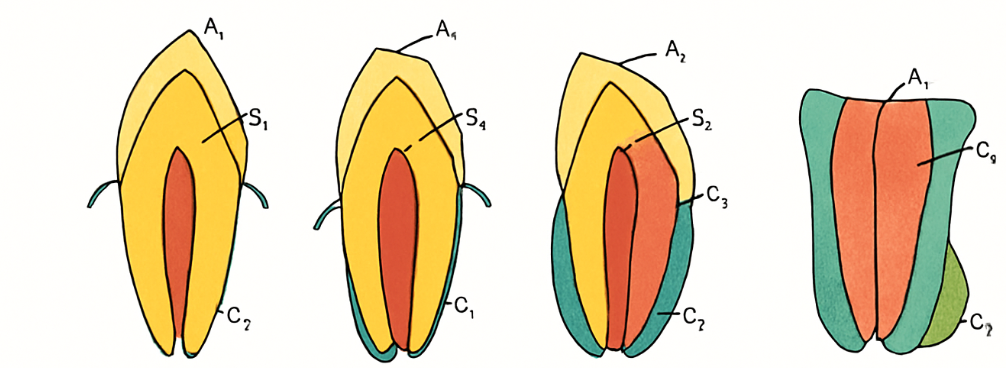 A₁
S₁
C₂
A₄
S₄
C₁
A₂
S₂
C₃
C₂
A₁
C₉